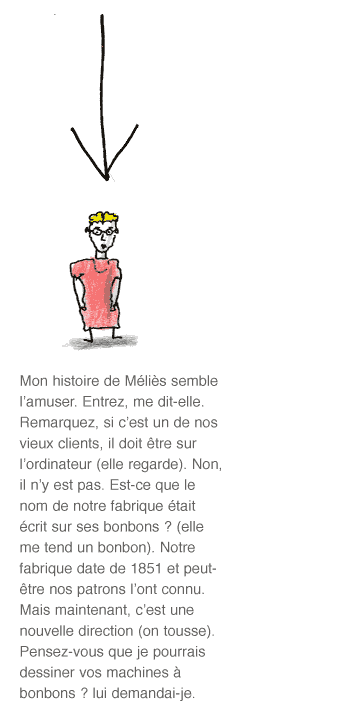 Mon histoire de Méliès semble
l'amuser. Entrez, me dit-elle.
Remarquez, si c'est un de nos
vieux clients, il doit être sur
l'ordinateur (elle regarde). Non,
il n'y est pas. Est-ce que le
nom de notre fabrique était
écrit sur ses bonbons ? (elle
me tend un bonbon). Notre
fabrique date de 1851 et peut-
être nos patrons l'ont connu.
Mais maintenant, c'est une
nouvelle direction (on tousse).
Pensez-vous que je pourrais
dessiner vos machines à
bonbons ? lui demandai-je.